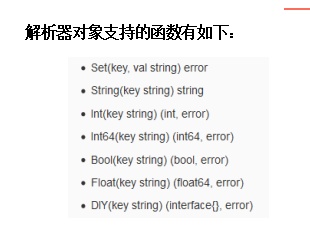 解析器对象支持的函数有如下：
• Set(key, val string) error
• String(key string) string
• Int(key string) (int, error)
• Int64(key string) (int64, error)
• Bool(key string) (bool, error)
• Float(key string) (float64, error)
• DIY(key string) (interface{}, error)